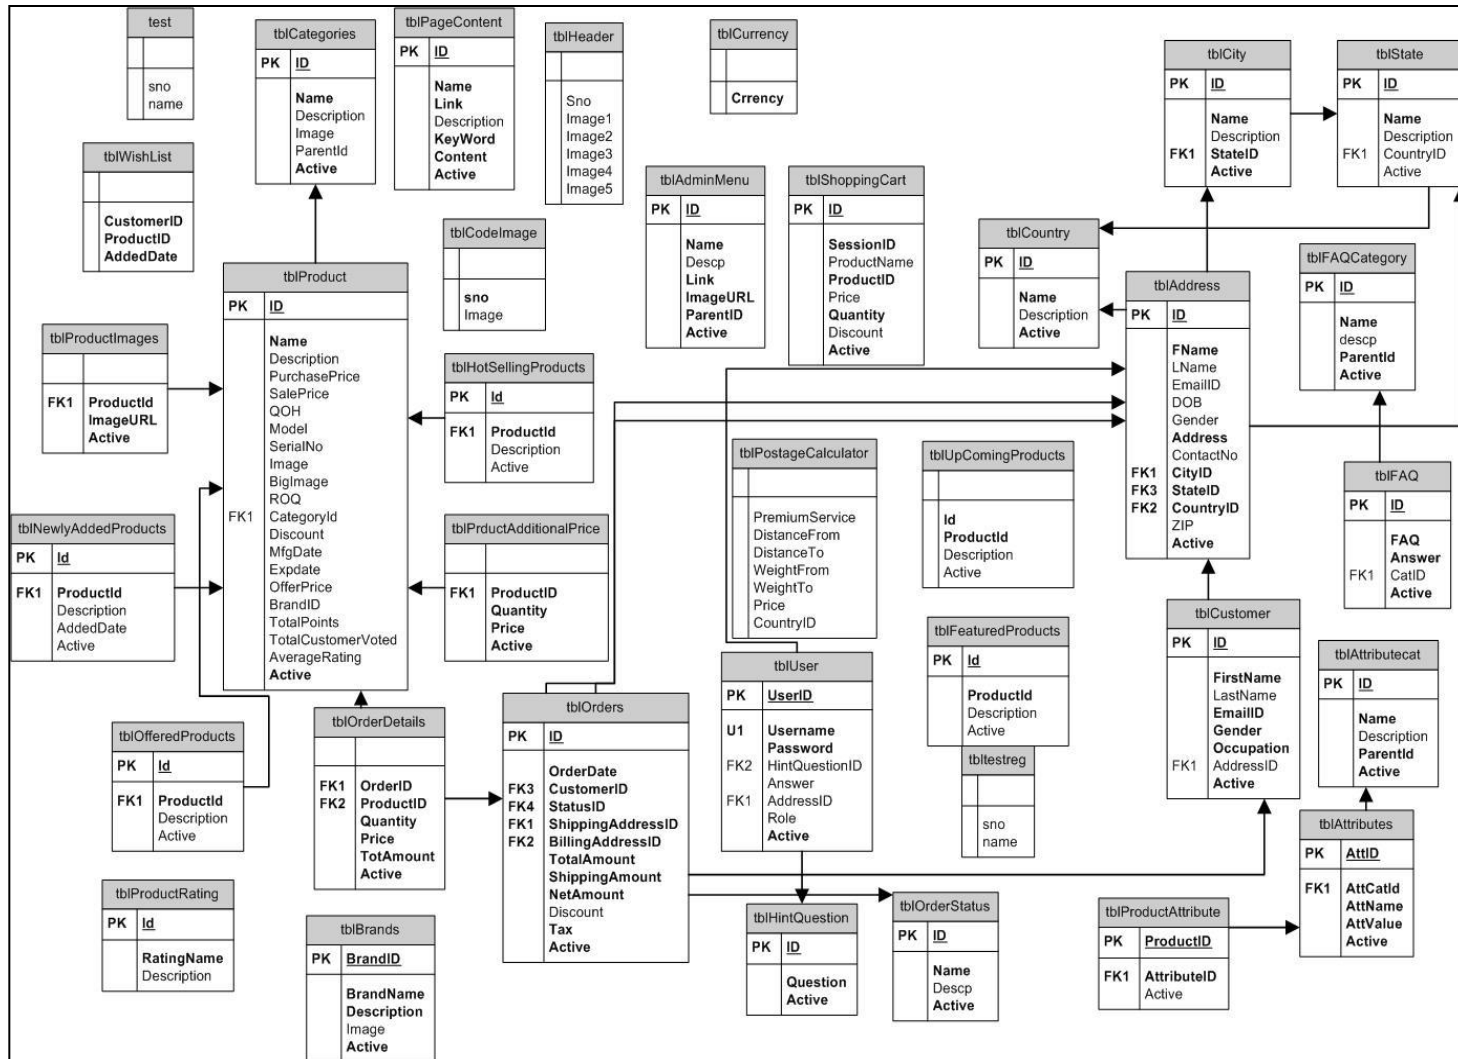 test
sno
name
tblCategories
PK ID
Name
Description
Image
ParentId
Active
tblPageContent
PK ID
Name
Link
Description
KeyWord
Content
Active
tblHeader
Sno
Image1
Image2
Image3
Image4
Image5
tblCurrency
Crrency
tblCity
PK ID
Name
Description
FK1 StateID
Active
tblState
PK ID
Name
Description
FK1 CountryID
Active
tblWishList
CustomerID
ProductID
AddedDate
tblCodeImage
sno
Image
tblAdminMenu
PK ID
Name
Descp
Link
ImageURL
ParentID
Active
tblShoppingCart
PK ID
SessionID
ProductName
ProductID
Price
Quantity
Discount
Active
tblCountry
PK ID
Name
Description
Active
tblFAQCategory
PK ID
Name
descp
ParentId
Active
tblProduct
PK ID
Name
Description
PurchasePrice
SalePrice
QOH
Model
SerialNo
Image
BigImage
ROQ
FK1 CategoryId
Discount
MfgDate
Expdate
OfferPrice
BrandID
TotalPoints
TotalCustomerVoted
AverageRating
Active
tblAddress
PK ID
FName
LName
EmailID
DOB
Gender
Address
ContactNo
FK1 CityID
FK3 StateID
FK2 CountryID
ZIP
Active
tblProductImages
FK1 ProductId
ImageURL
Active
tblHotSellingProducts
PK Id
FK1 ProductId
Description
Active
tblPostageCalculator
PremiumService
DistanceFrom
DistanceTo
WeightFrom
WeightTo
Price
CountryID
tblUpComingProducts
Id
ProductId
Description
Active
tblFAQ
PK ID
FAQ
Answer
FK1 CatID
Active
tblNewlyAddedProducts
PK Id
FK1 ProductId
Description
AddedDate
Active
tblPrductAdditionalPrice
FK1 ProductID
Quantity
Price
Active
tblCustomer
PK ID
FirstName
LastName
EmailID
Gender
Occupation
FK1 AddressID
Active
tblFeaturedProducts
PK Id
ProductId
Description
Active
tblUser
PK UserID
U1 Username
Password
FK2 HintQuestionID
Answer
FK1 AddressID
Role
Active
tblAttributecat
PK ID
Name
Description
ParentId
Active
tblOfferedProducts
PK Id
FK1 ProductId
Description
Active
tblOrderDetails
FK1 OrderID
FK2 ProductID
Quantity
Price
TotAmount
Active
tblOrders
PK ID
OrderDate
FK3 CustomerID
FK4 StatusID
FK1 ShippingAddressID
FK2 BillingAddressID
TotalAmount
ShippingAmount
NetAmount
Discount
Tax
Active
tbltestreg
sno
name
tblAttributes
PK AttID
FK1 AttCatId
AttName
AttValue
Active
tblProductRating
PK Id
RatingName
Description
tblBrands
PK BrandID
BrandName
Description
Image
Active
tblHintQuestion
PK ID
Question
Active
tblOrderStatus
PK ID
Name
Descp
Active
tblProductAttribute
PK ProductID
FK1 AttributeID
Active